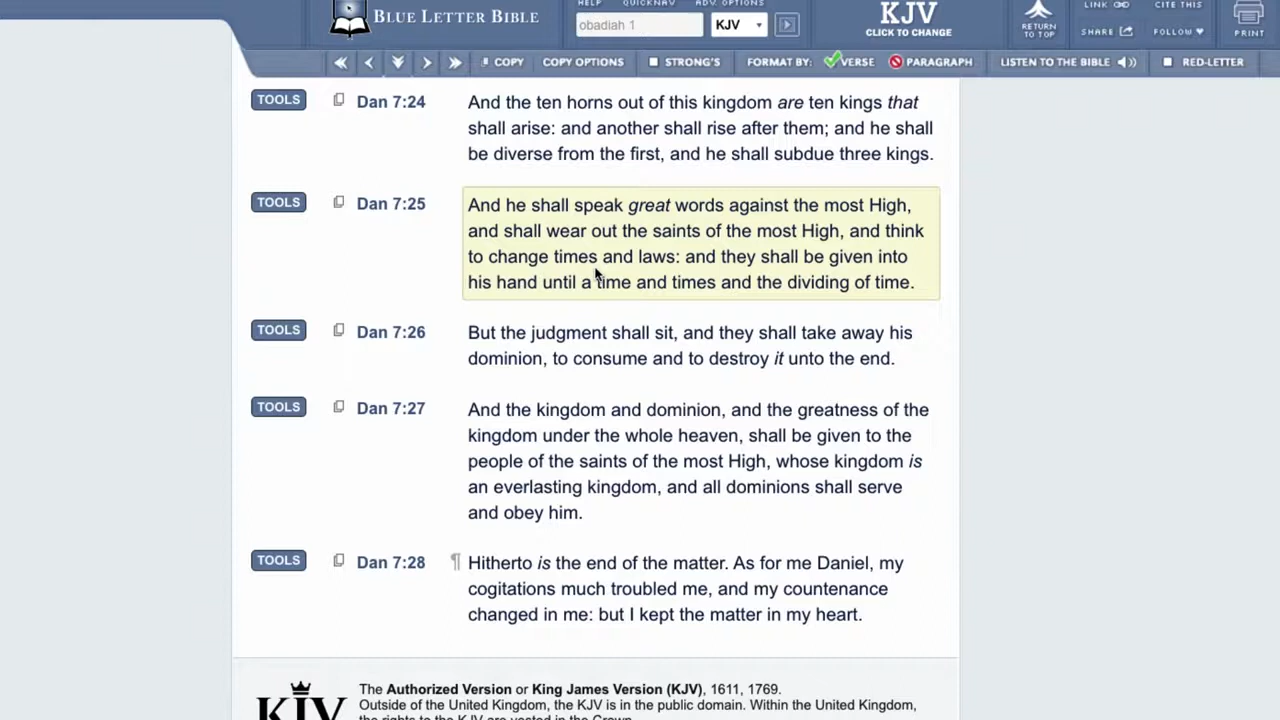 HELP QUICKNAV ADV. OPTIONS
LINK CITE THIS
BLUE LETTER BIBLE
obadiah 1
KJV
KJV
CLICK TO CHANGE
RETURN
TO TOP
SHARE FOLLOW
PRINT
COPY COPY OPTIONS STRONG'S FORMAT BY: VERSE PARAGRAPH LISTEN TO THE BIBLE RED-LETTER
TOOLS Dan 7:24 And the ten horns out of this kingdom are ten kings that
shall arise: and another shall rise after them; and he shall
be diverse from the first, and he shall subdue three kings.
TOOLS Dan 7:25 And he shall speak great words against the most High,
and shall wear out the saints of the most High, and think
to change times and laws: and they shall be given into
his hand until a time and times and the dividing of time.
TOOLS Dan 7:26 But the judgment shall sit, and they shall take away his
dominion, to consume and to destroy it unto the end.
TOOLS Dan 7:27 And the kingdom and dominion, and the greatness of the
kingdom under the whole heaven, shall be given to the
people of the saints of the most High, whose kingdom is
an everlasting kingdom, and all dominions shall serve
and obey him.
TOOLS Dan 7:28 ¶ Hitherto is the end of the matter. As for me Daniel, my
cogitations much troubled me, and my countenance
changed in me: but I kept the matter in my heart.
KJV
The Authorized Version or King James Version (KJV), 1611, 1769.
Outside of the United Kingdom, the KJV is in the public domain. Within the United Kingdom,
the rights to the KJV are vested in the Crown.